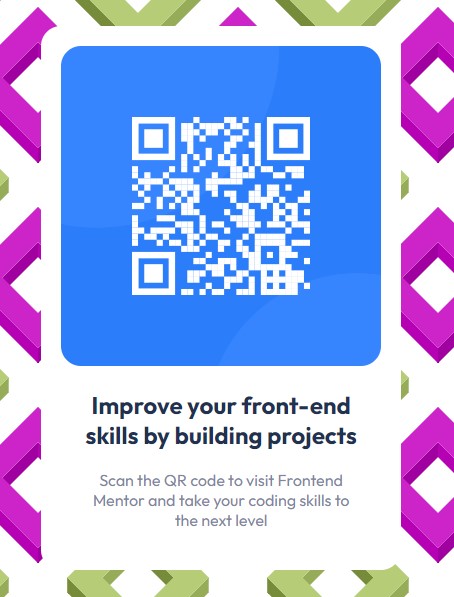 Improve your front-end
skills by building projects
Scan the QR code to visit Frontend
Mentor and take your coding skills to
the next level